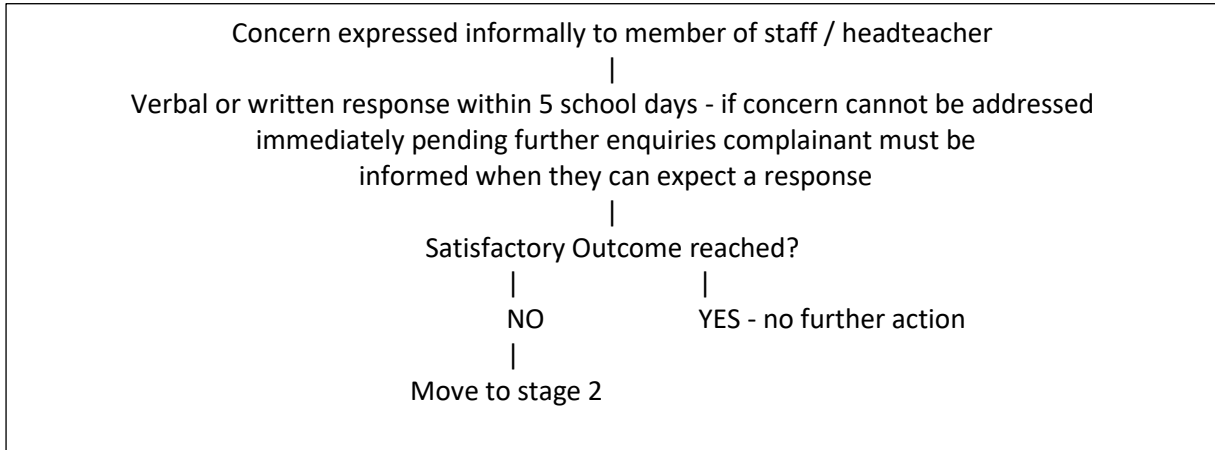 Concern expressed informally to member of staff / headteacher
|
Verbal or written response within 5 school days - if concern cannot be addressed
immediately pending further enquiries complainant must be
informed when they can expect a response
|
Satisfactory Outcome reached?
| |
NO YES - no further action
|
Move to stage 2